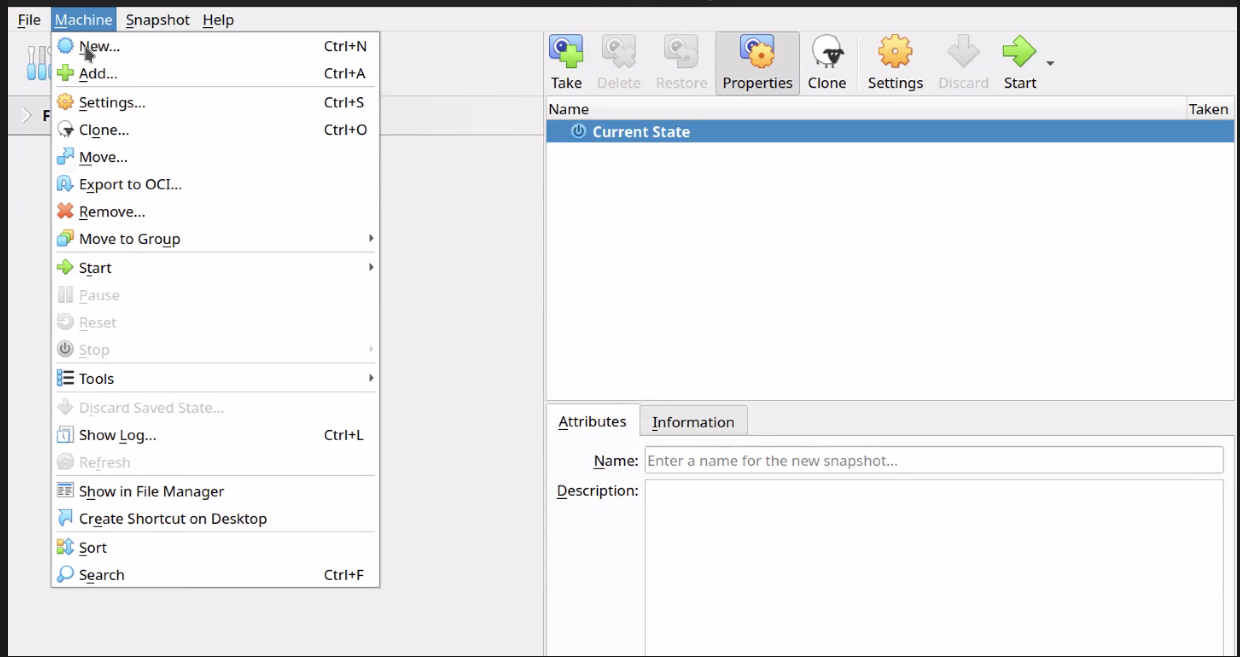 File Machine Snapshot Help
New... Ctrl+N
Add... Ctrl+A
Settings... Ctrl+S
Clone... Ctrl+O
Move...
Export to OCI...
Remove...
Move to Group
Start
Pause
Reset
Stop
Tools
Discard Saved State...
Show Log... Ctrl+L
Refresh
Show in File Manager
Create Shortcut on Desktop
Sort
Search Ctrl+F
Take Delete Restore Properties Clone Settings Discard Start
Name Taken
Current State
Attributes Information
Name: Enter a name for the new snapshot...
Description: